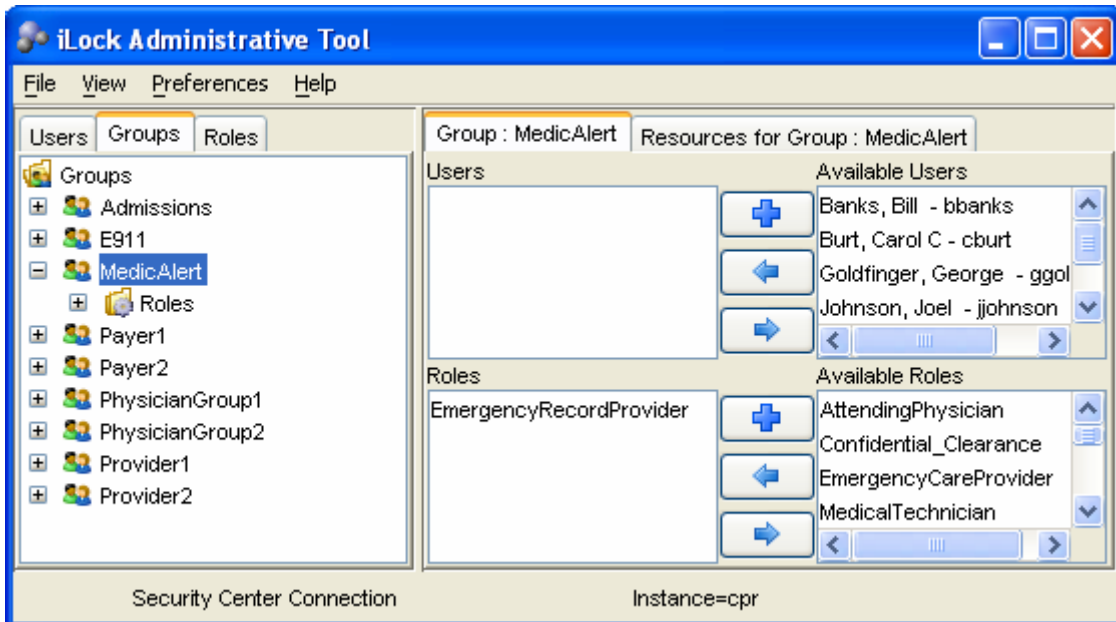 iLock Administrative Tool
File View Preferences Help
Users Groups Roles
Groups
Admissions
E911
MedicAlert
Roles
Payer1
Payer2
PhysicianGroup1
PhysicianGroup2
Provider1
Provider2
Group : MedicAlert Resources for Group : MedicAlert
Users
Available Users
Banks, Bill - bbanks
Burt, Carol C - cburt
Goldfinger, George - ggol
Johnson, Joel - jjohnson
Roles
EmergencyRecordProvider
Available Roles
AttendingPhysician
Confidential_Clearance
EmergencyCareProvider
MedicalTechnician
Security Center Connection Instance=cpr